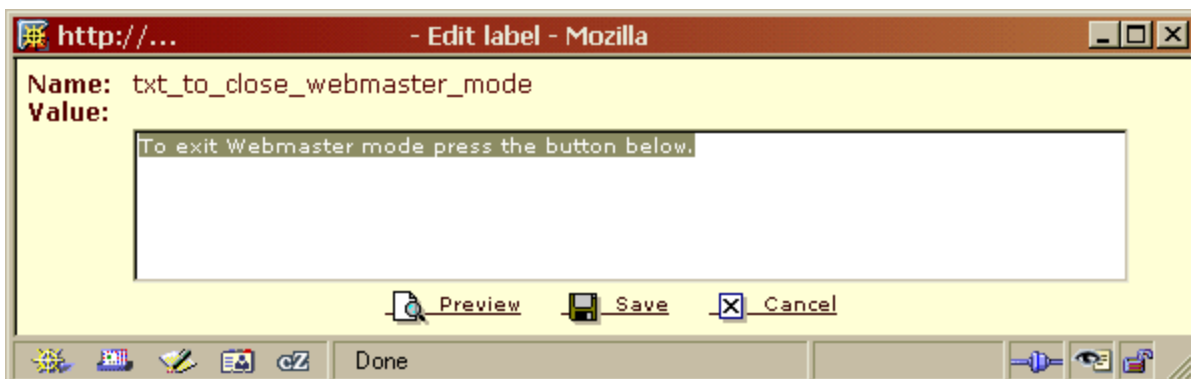 http://... - Edit label - Mozilla
Name: txt_to_close_webmaster_mode
Value:
To exit Webmaster mode press the button below.
Preview Save Cancel
cZ Done